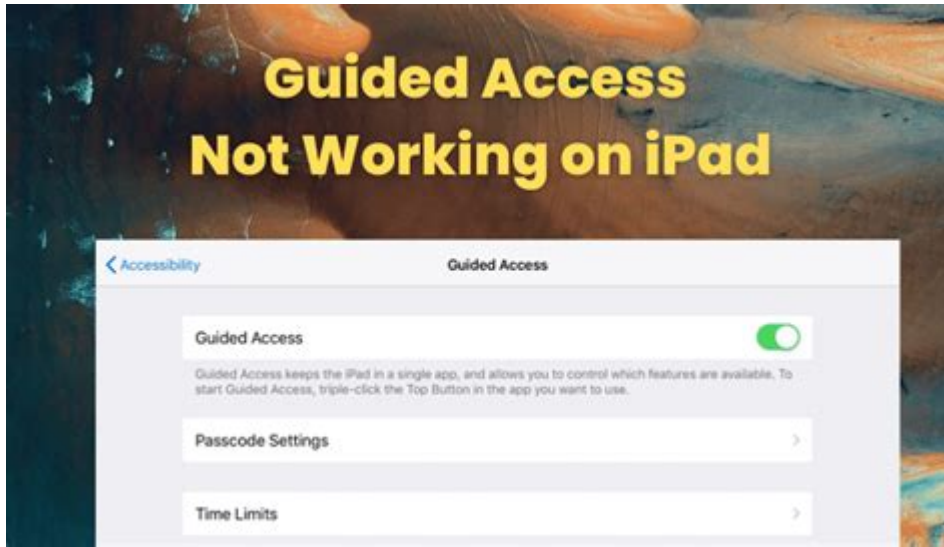 Guided Access
Not Working on iPad
Accessibility
Guided Access
Guided Access
Guided Access keeps the iPad in a single app, and allows you to control which features are available. To
start Guided Access, triple-click the Top Button in the app you want to use.
Passcode Settings
Time Limits